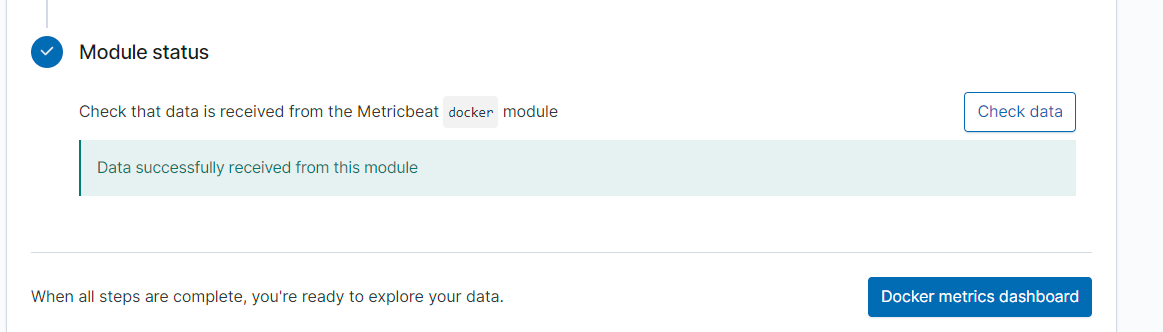 Module status
Check that data is received from the Metricbeat docker module
Check data
Data successfully received from this module
When all steps are complete, you're ready to explore your data.
Docker metrics dashboard